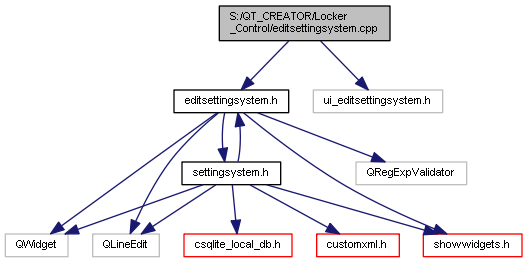 S:/QT_CREATOR/Locker
_Control/editsettingsystem.cpp
editsettingsystem.h
ui_editsettingsystem.h
settingsystem.h
QRegExpValidator
QWidget
QLineEdit
csqlite_local_db.h
customxml.h
showwidgets.h